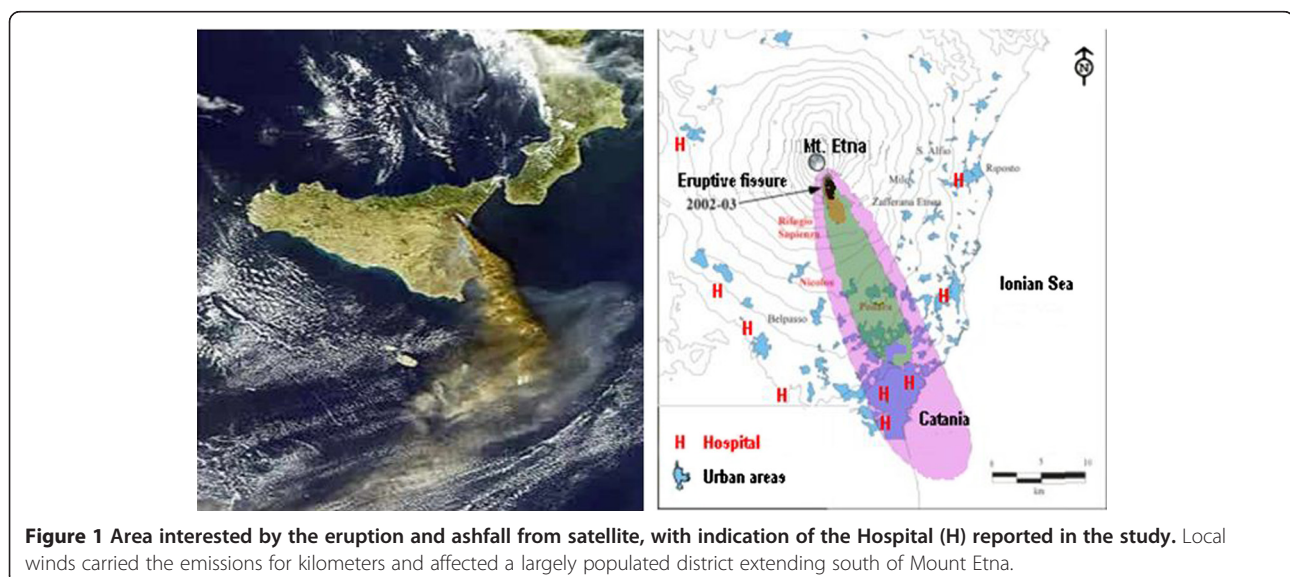 N
H
Mt. Etna
S. Alfio
Eruptive fissure
2002-03
Milo
H
Riposto
Zafferana Etnea
Rifugio
Sapienza
Nicolosi
H
H
Ionian Sea
H
Belpasso
Pedara
H
H
H
H
Catania
H Hospital
Urban areas
0 5 10
km
Figure 1 Area interested by the eruption and ashfall from satellite, with indication of the Hospital (H) reported in the study. Local
winds carried the emissions for kilometers and affected a largely populated district extending south of Mount Etna.